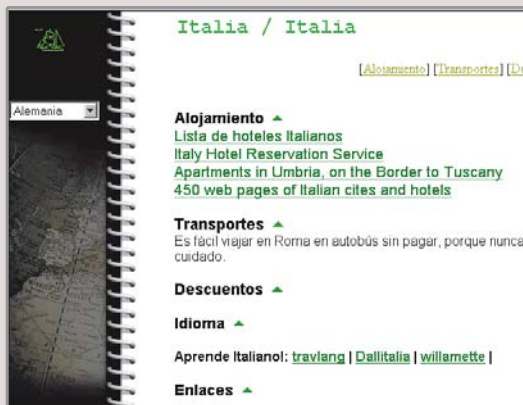 Italia / Italia
[Alojamiento] [Transportes] [De
Alemania
Alojamiento
Lista de hoteles Italianos
Italy Hotel Reservation Service
Apartments in Umbria, on the Border to Tuscany
450 web pages of Italian cites and hotels
Transportes
Es fácil viajar en Roma en autobús sin pagar, porque nunca
cuidado.
Descuentos
Idioma
Aprende Italiano!: travlang | Dallitalia | willamette |
Enlaces